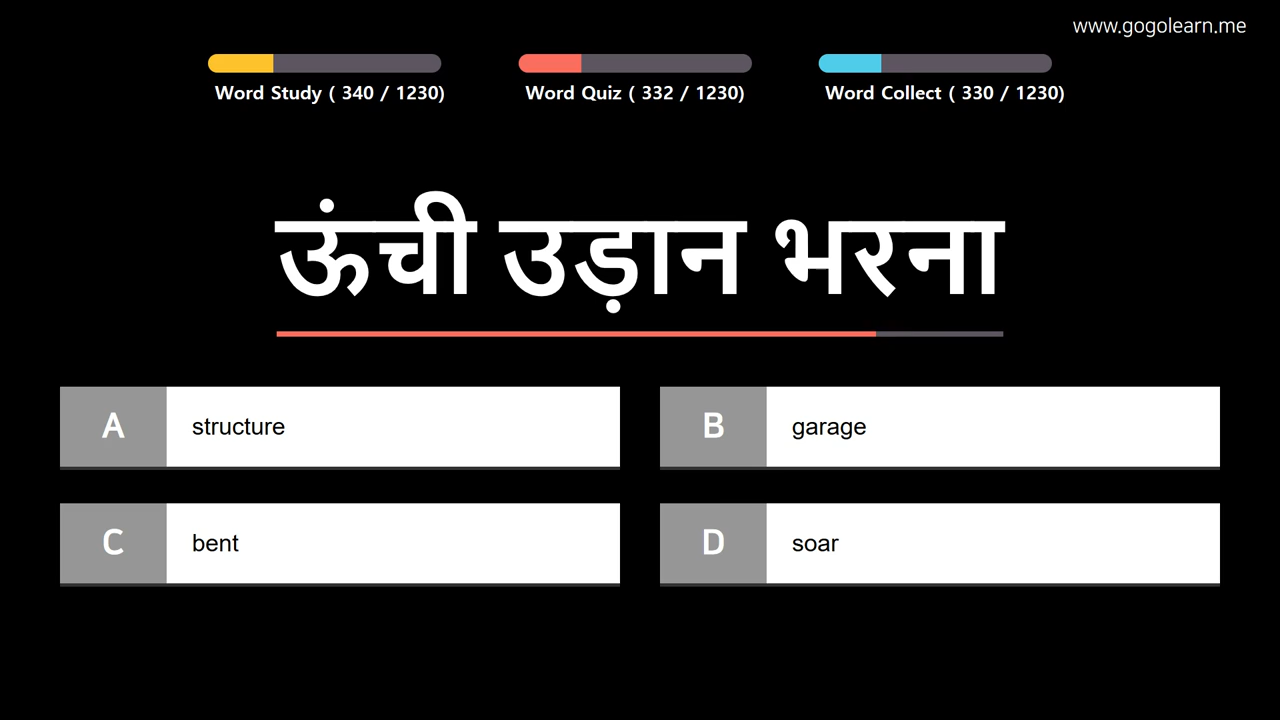 www.gogolearn.me
Word Study ( 340 / 1230)
Word Quiz ( 332 / 1230)
Word Collect ( 330 / 1230)
ऊंची उड़ान भरना
A structure
B garage
C bent
D soar